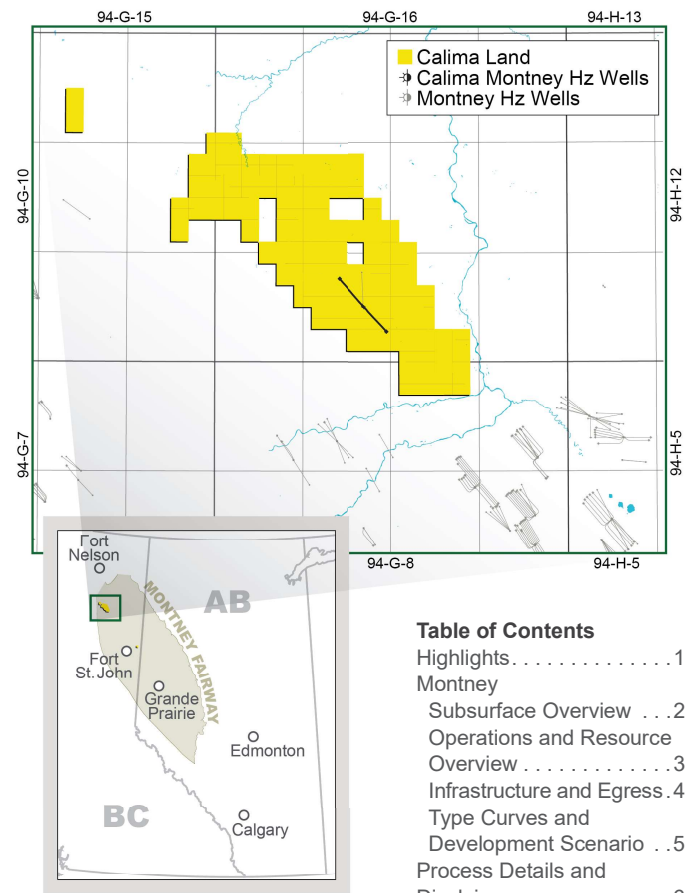 94-G-15
94-G-16
94-H-13
Calima Land
Calima Montney Hz Wells
Montney Hz Wells
94-G-10
94-H-12
94-G-7
94-H-5
94-G-8
94-H-5
Fort
Nelson
MONTNEY FAIRWAY
AB
Fort
St.John
Grande
Prairie
Edmonton
BC
Calgary
Table of Contents
Highlights. . . . . . . . . . . . . . .1
Montney
Subsurface Overview . . .2
Operations and Resource
Overview . . . . . . . . . . . . .3
Infrastructure and Egress.4
Type Curves and
Development Scenario . .5
Process Details and